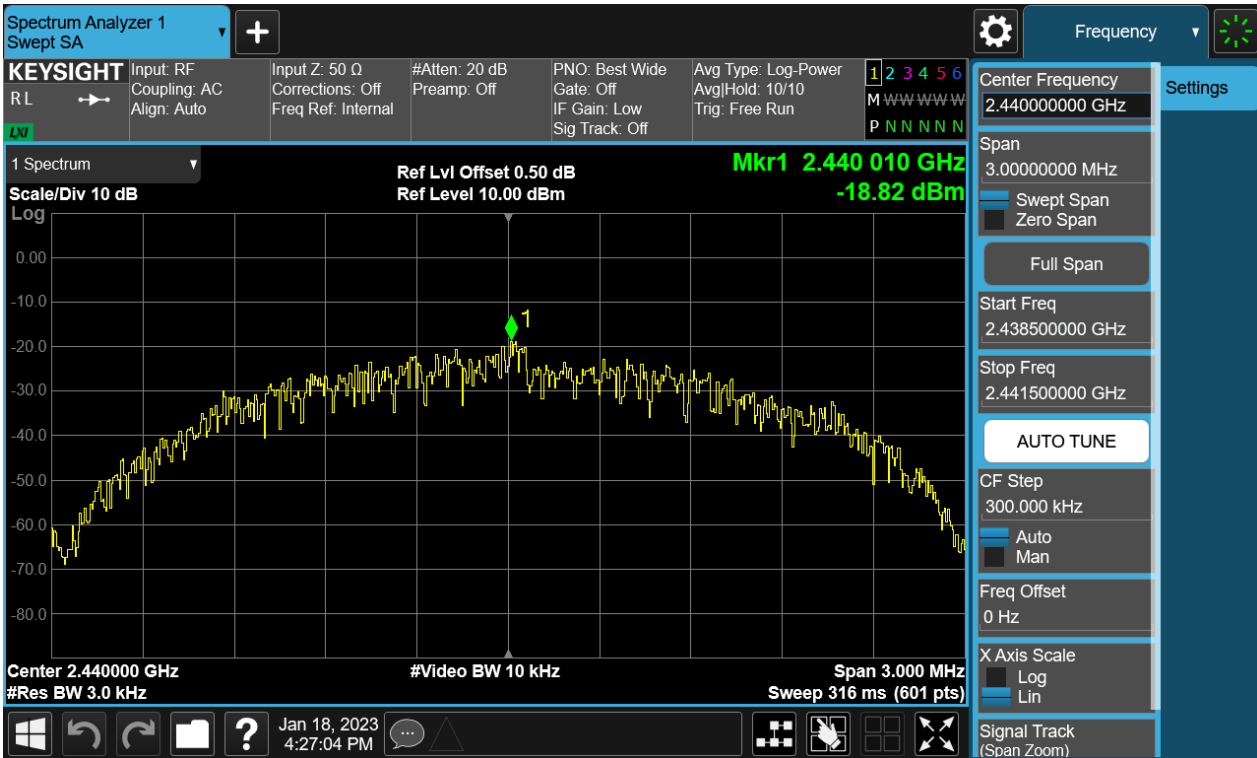 Spectrum Analyzer 1
Swept SA
+
Frequency
KEYSIGHT
R L
LXI
Input: RF
Coupling: AC
Align: Auto
Input Z: 50 Ω
Corrections: Off
Freq Ref: Internal
#Atten: 20 dB
Preamp: Off
PNO: Best Wide
Gate: Off
IF Gain: Low
Sig Track: Off
Avg Type: Log-Power
Avg|Hold: 10/10
Trig: Free Run
1 2 3 4 5 6
M W W W W W
P N N N N N
1 Spectrum
Scale/Div 10 dB
Log
Ref Lvl Offset 0.50 dB
Ref Level 10.00 dBm
Mkr1 2.440 010 GHz
-18.82 dBm
1
0.00
-10.0
-20.0
-30.0
-40.0
-50.0
-60.0
-70.0
-80.0
Center 2.440000 GHz
#Res BW 3.0 kHz
#Video BW 10 kHz
Span 3.000 MHz
Sweep 316 ms (601 pts)
Center Frequency
2.440000000 GHz
Settings
Span
3.00000000 MHz
Swept Span
Zero Span
Full Span
Start Freq
2.438500000 GHz
Stop Freq
2.441500000 GHz
AUTO TUNE
CF Step
300.000 kHz
Auto
Man
Freq Offset
0 Hz
X Axis Scale
Log
Lin
Signal Track
(Span Zoom)
?
Jan 18, 2023
4:27:04 PM